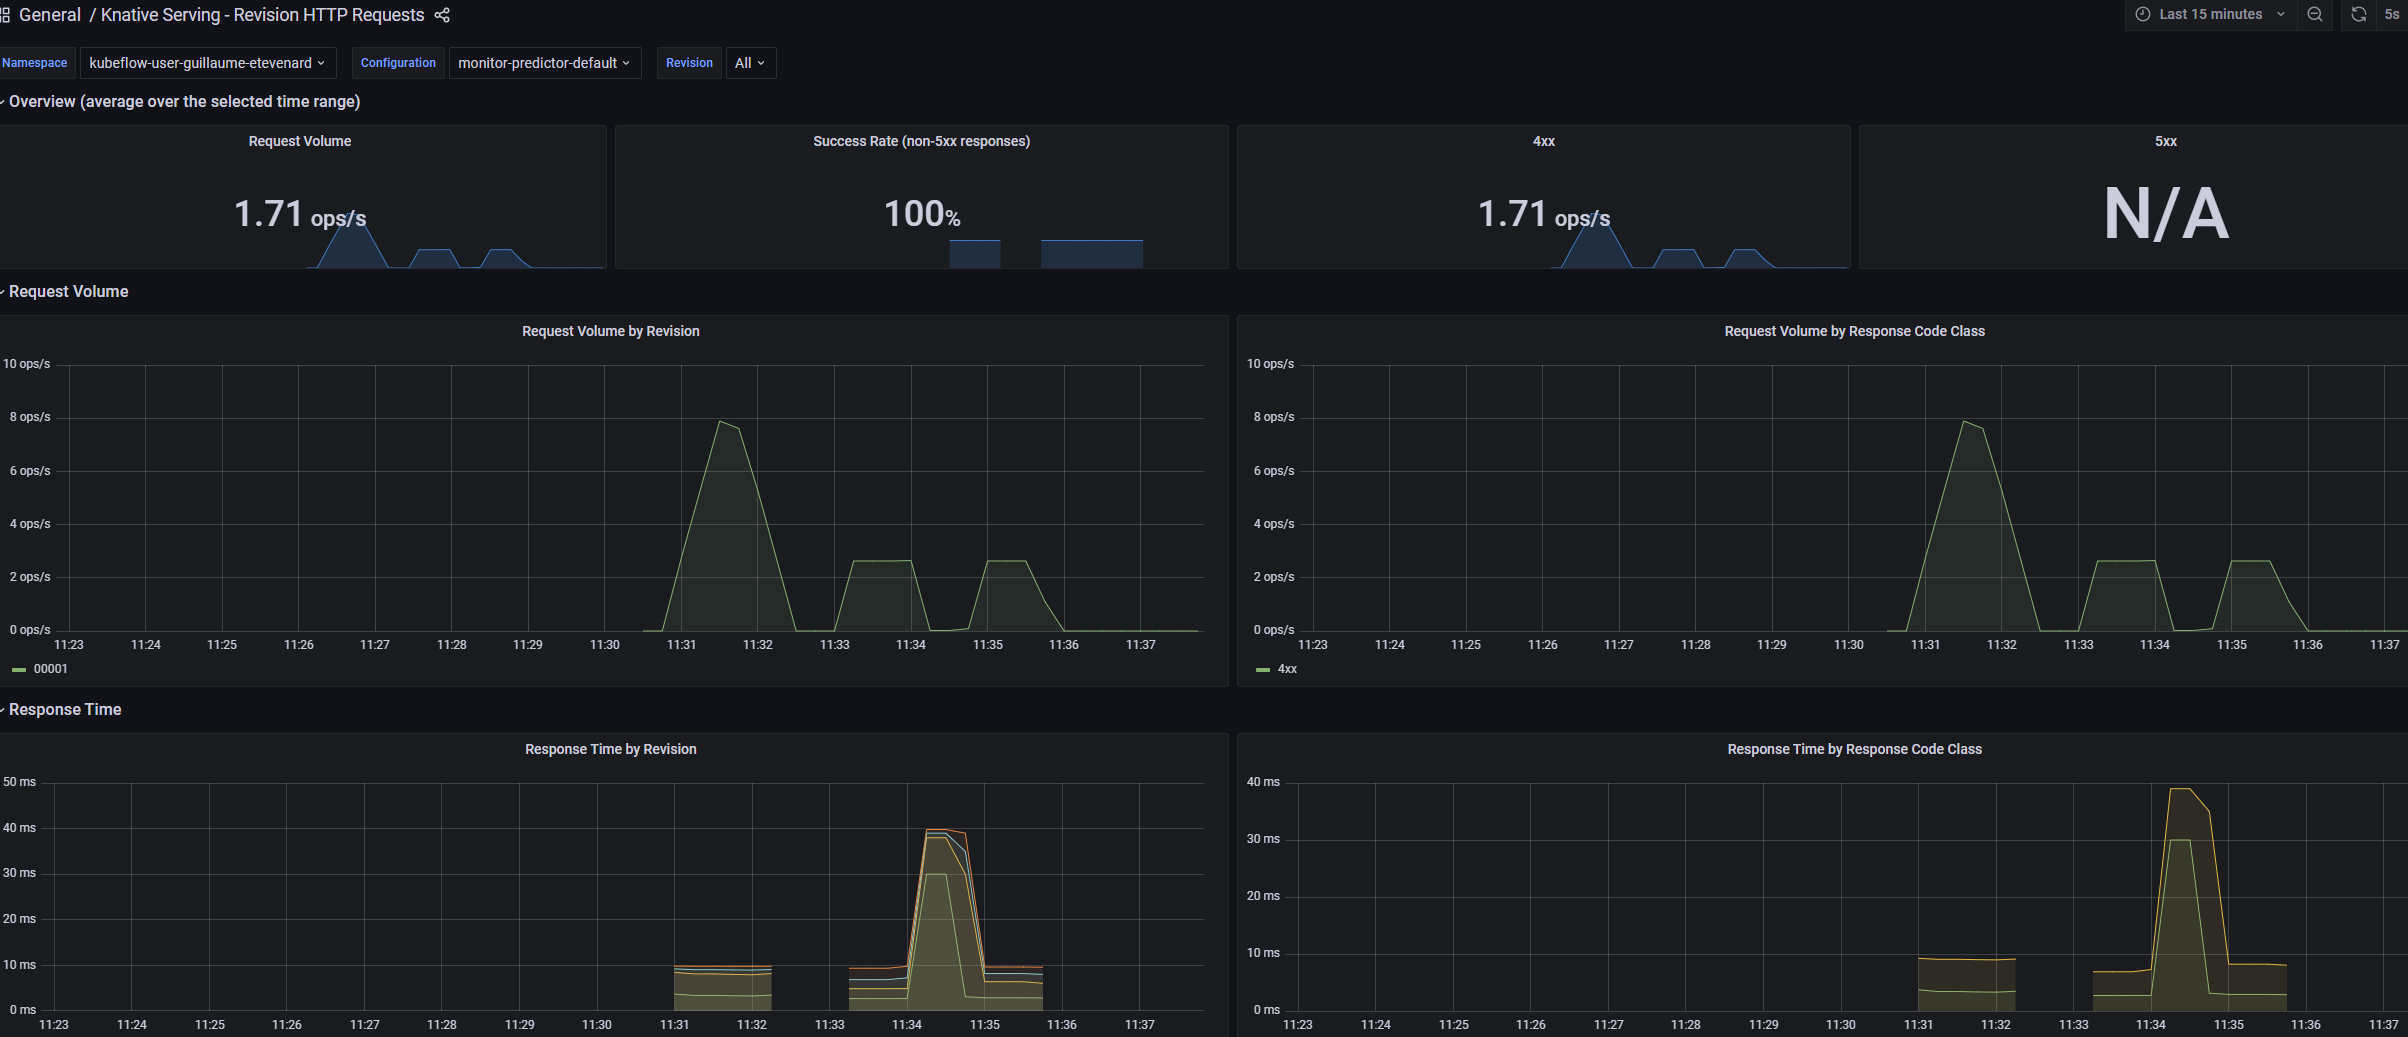 General / Knative Serving - Revision HTTP Requests
Last 15 minutes
5s
Namespace kubeflow-user-guillaume-etevenard Configuration monitor-predictor-default Revision All
Overview (average over the selected time range)
Request Volume
1.71 ops/s
Success Rate (non-5xx responses)
100%
4xx
1.71 ops/s
5xx
N/A
Request Volume
Request Volume by Revision
10 ops/s
8 ops/s
6 ops/s
4 ops/s
2 ops/s
0 ops/s
11:23 11:24 11:25 11:26 11:27 11:28 11:29 11:30 11:31 11:32 11:33 11:34 11:35 11:36 11:37
00001
Request Volume by Response Code Class
10 ops/s
8 ops/s
6 ops/s
4 ops/s
2 ops/s
0 ops/s
11:23 11:24 11:25 11:26 11:27 11:28 11:29 11:30 11:31 11:32 11:33 11:34 11:35 11:36 11:37
4xx
Response Time
Response Time by Revision
50 ms
40 ms
30 ms
20 ms
10 ms
0 ms
11:23 11:24 11:25 11:26 11:27 11:28 11:29 11:30 11:31 11:32 11:33 11:34 11:35 11:36 11:37
Response Time by Response Code Class
40 ms
30 ms
20 ms
10 ms
0 ms
11:23 11:24 11:25 11:26 11:27 11:28 11:29 11:30 11:31 11:32 11:33 11:34 11:35 11:36 11:37